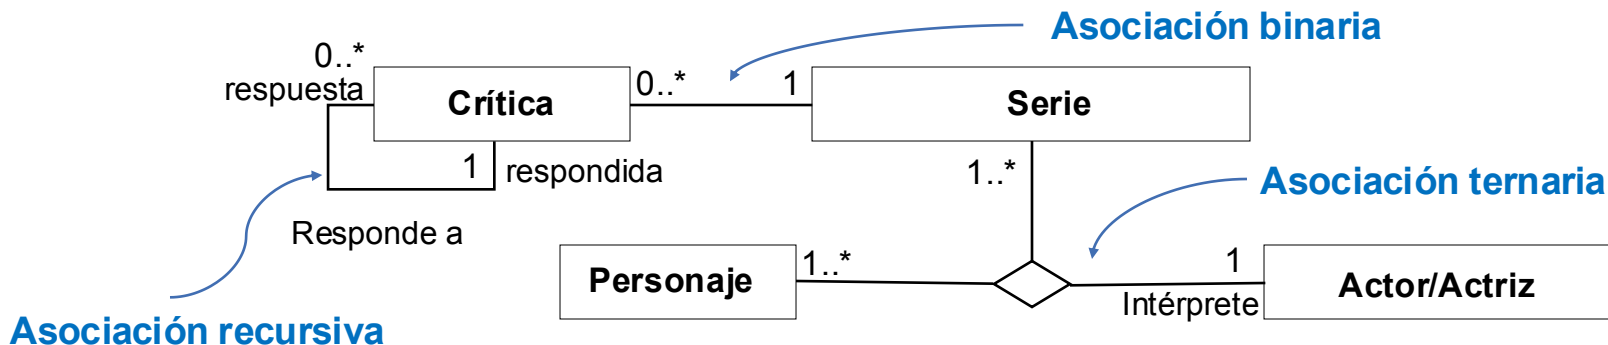 Asociación binaria
0..*
respuesta
Crítica
0..*
1
Serie
1
respondida
1..*
Asociación ternaria
Responde a
Personaje
1..*
1
Intérprete
Actor/Actriz
Asociación recursiva